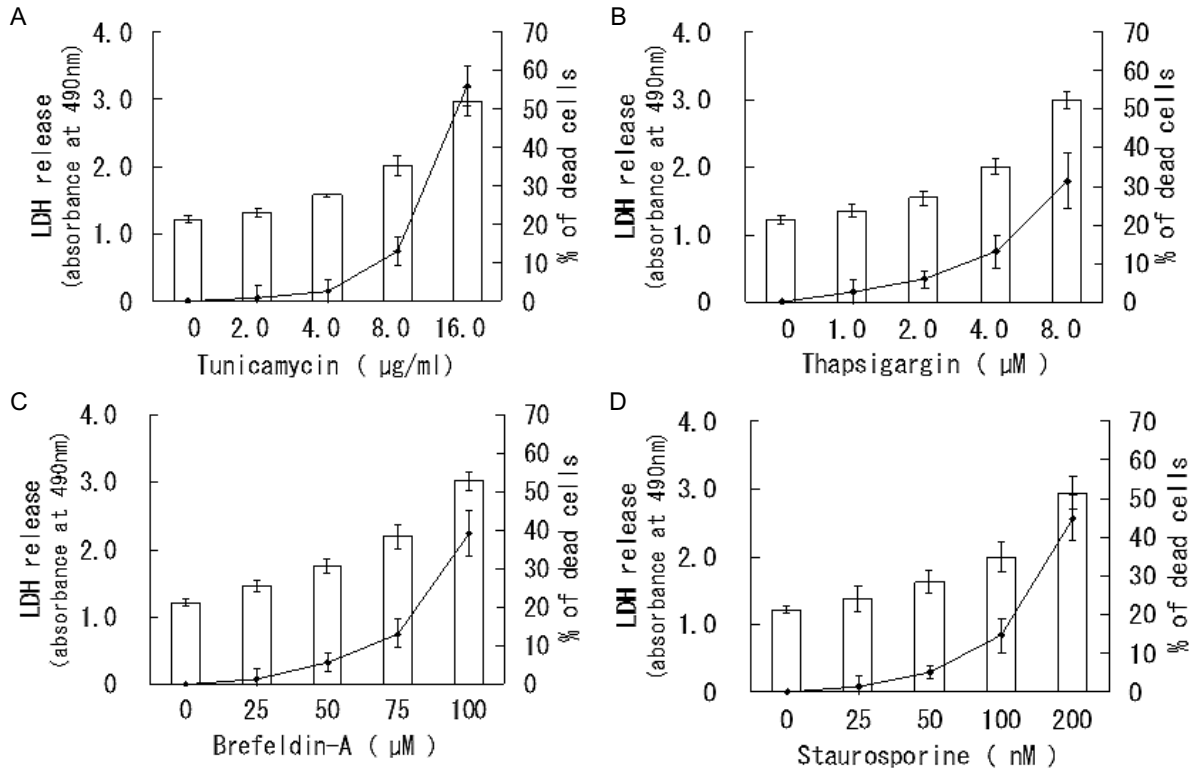 A
LDH release
(absorbance at 490nm)
4.0
3.0
2.0
1.0
0
70
60
50
40
30
20
10
0
% of dead cells
0 2.0 4.0 8.0 16.0
Tunicamycin ( µg/ml)
B
LDH release
(absorbance at 490nm)
4.0
3.0
2.0
1.0
0
70
60
50
40
30
20
10
0
% of dead cells
0 1.0 2.0 4.0 8.0
Thapsigargin ( µM )
C
LDH release
(absorbance at 490nm)
4.0
3.0
2.0
1.0
0
70
60
50
40
30
20
10
0
% of dead cells
0 25 50 75 100
Brefeldin-A ( µM )
D
LDH release
(absorbance at 490nm)
4.0
3.0
2.0
1.0
0
70
60
50
40
30
20
10
0
% of dead cells
0 25 50 100 200
Staurosporine ( nM )